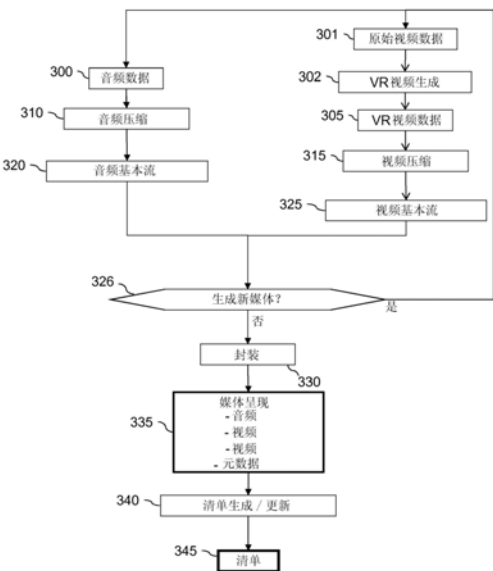 301
原始视频数据
300
音频数据
302
VR视频生成
310
音频压缩
305
VR视频数据
315
视频压缩
320
音频基本流
325
视频基本流
326
生成新媒体?
是
否
封装
330
335
媒体呈现
-音频
-视频
-视频
-元数据
340
清单生成/更新
345
清单